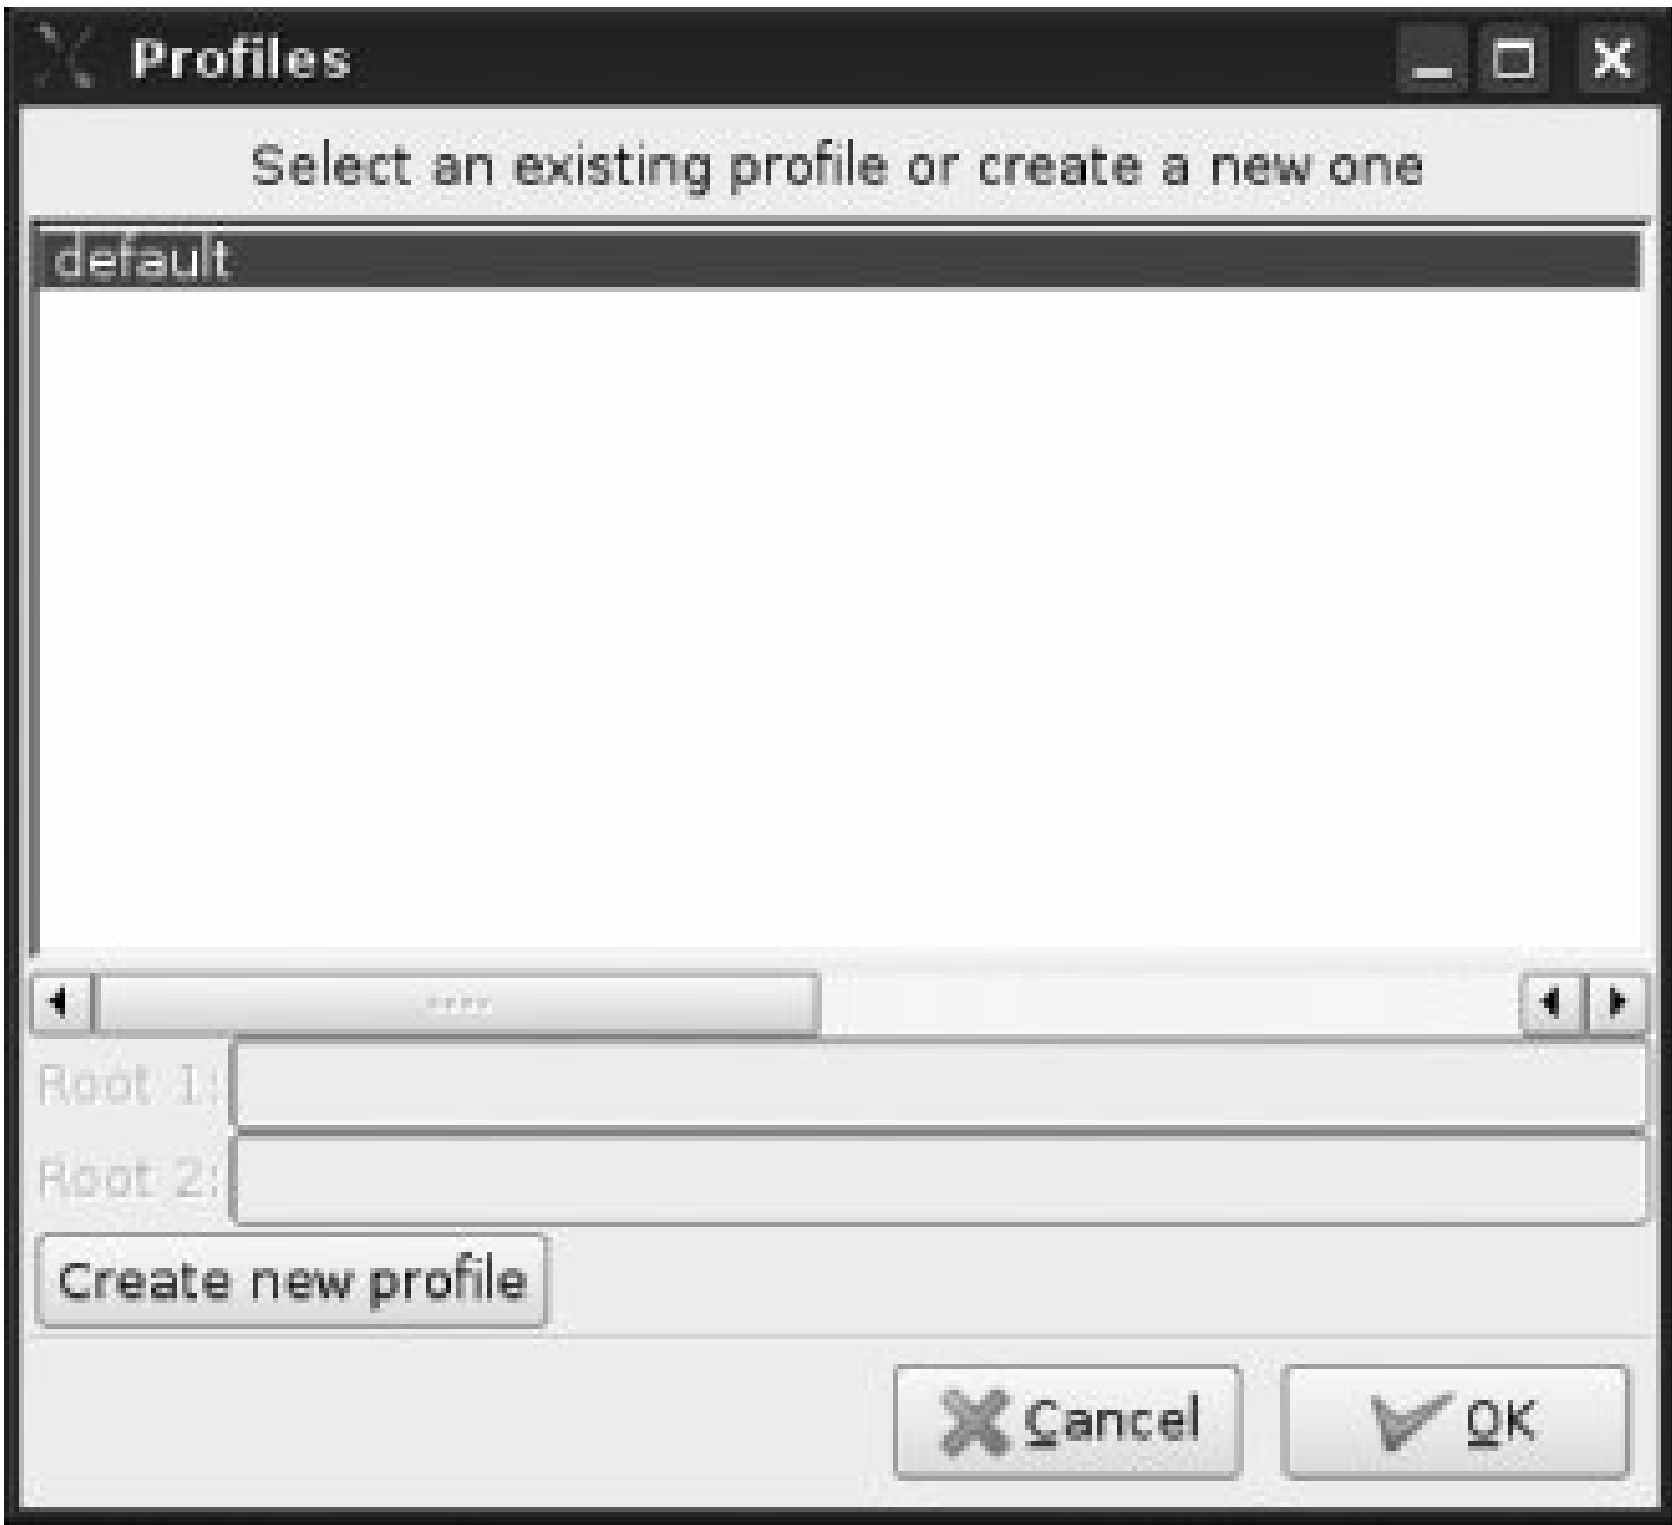 Profiles
Select an existing profile or create a new one
default
Root 1:
Root 2:
Create new profile
Cancel
OK